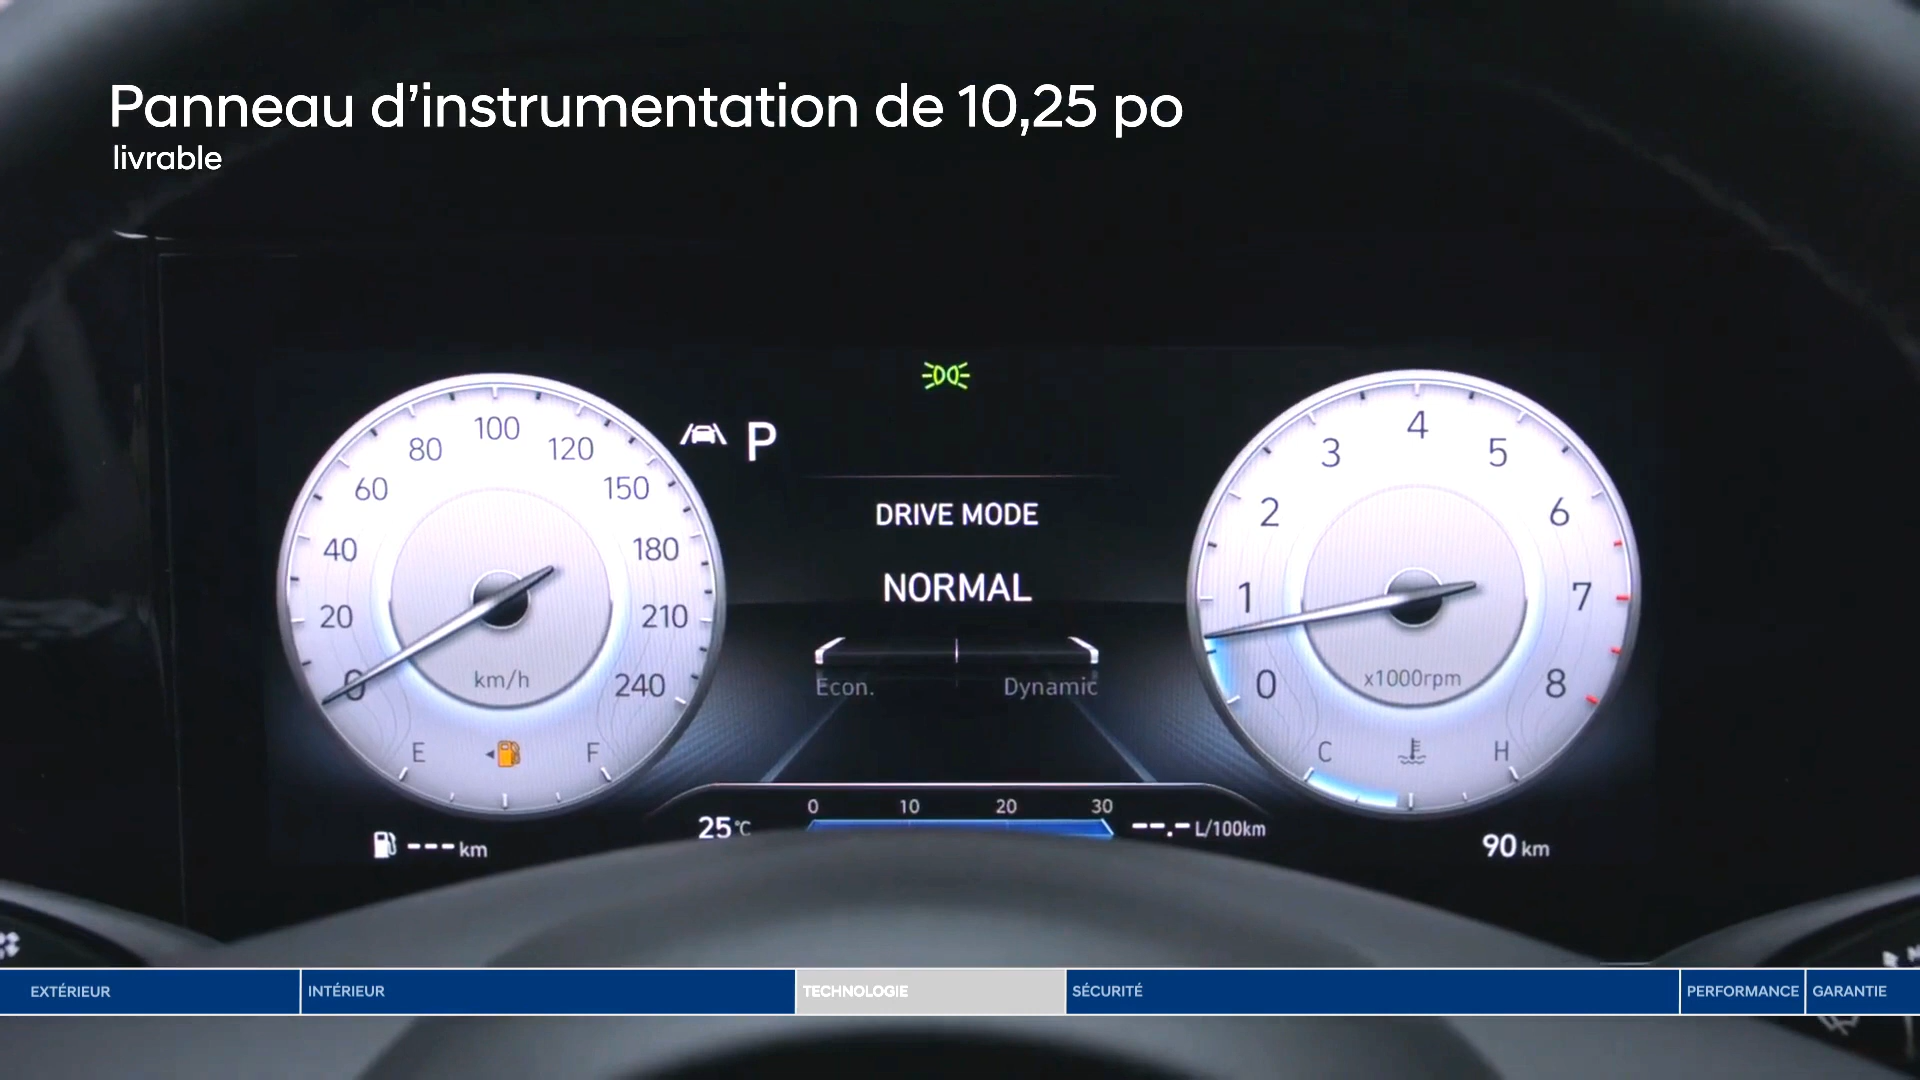 Panneau d'instrumentation de 10,25 po
livrable
P
DRIVE MODE
NORMAL
Econ. Dynamic
0 20 40 60 80 100 120 150 180 210 240
km/h
E F
0 1 2 3 4 5 6 7 8
x1000rpm
C H
0 10 20 30
25°C
--.- L/100km
--- km
90 km
EXTÉRIEUR INTÉRIEUR TECHNOLOGIE SÉCURITÉ PERFORMANCE GARANTIE